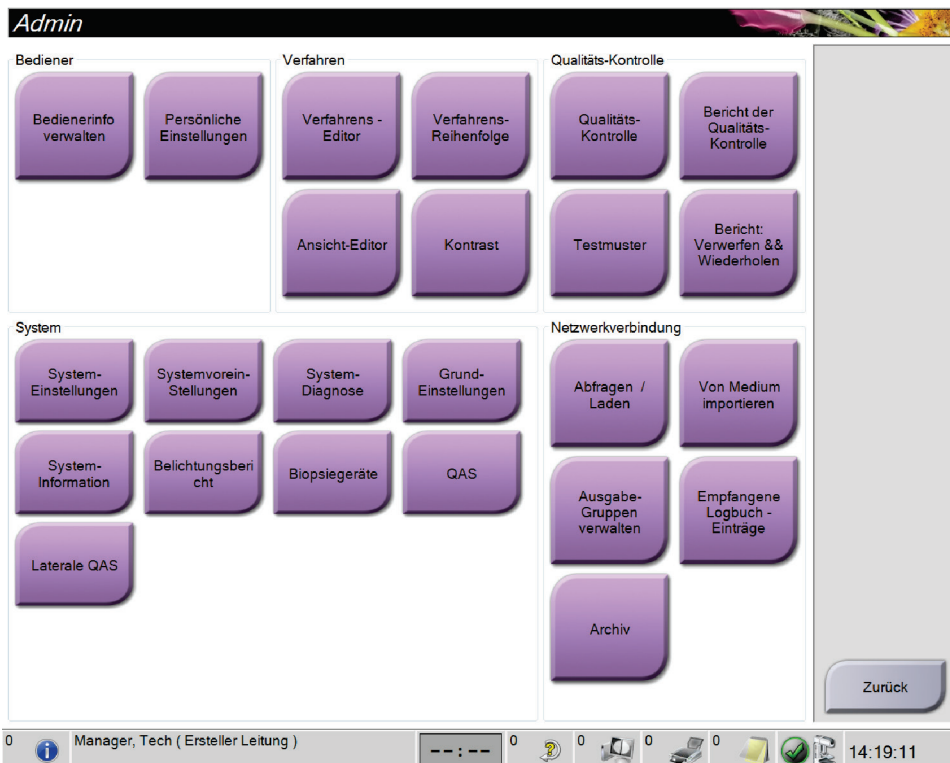 Admin
Bediener
Bedienerinfo
verwalten
Persönliche
Einstellungen
Verfahren
Verfahrens -
Editor
Verfahrens-
Reihenfolge
Ansicht-Editor
Kontrast
Qualitäts-Kontrolle
Qualitäts-
Kontrolle
Bericht der
Qualitäts-
Kontrolle
Testmuster
Bericht:
Verwerfen &&
Wiederholen
System
System-
Einstellungen
Systemvorein-
Stellungen
System-
Diagnose
Grund-
Einstellungen
System-
Information
Belichtungsberi
cht
Biopsiegeräte
QAS
Laterale QAS
Netzwerkverbindung
Abfragen /
Laden
Von Medium
importieren
Ausgabe-
Gruppen
verwalten
Empfangene
Logbuch -
Einträge
Archiv
Zurück
0
Manager, Tech ( Ersteller Leitung )
--:--
0
0
0
0
14:19:11